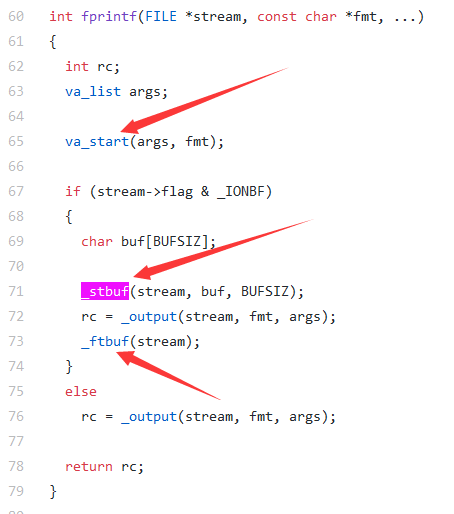 60 int fprintf(FILE *stream, const char *fmt, ...)
61 {
62   int rc;
63   va_list args;
64
65   va_start(args, fmt);
66
67   if (stream->flag & _IONBF)
68   {
69     char buf[BUFSIZ];
70
71     _stbuf(stream, buf, BUFSIZ);
72     rc = _output(stream, fmt, args);
73     _ftbuf(stream);
74   }
75   else
76     rc = _output(stream, fmt, args);
77
78   return rc;
79 }